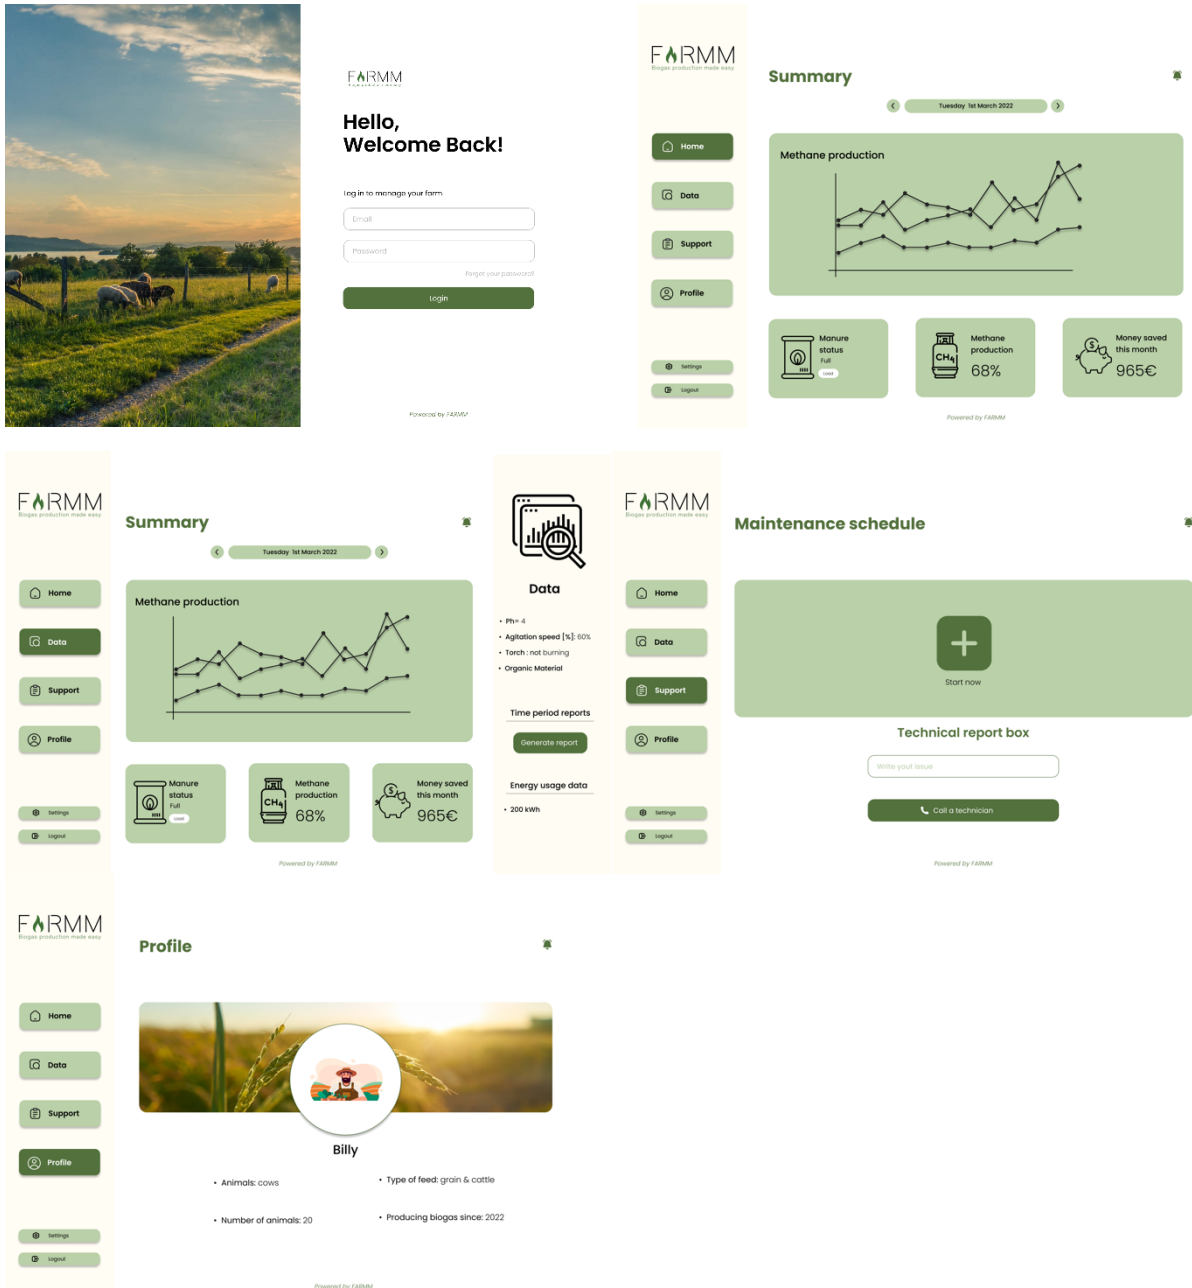 FARMM
Hello,
Welcome Back!
Log in to manage your farm
Email
Password
Forgot your password?
Login
Powered by FARMM
FARMM
Biogas production made easy
Summary
Tuesday 1st March 2022
Home
Data
Support
Profile
Settings
Logout
Methane production
Manure
status
Full
Load
CH4
Methane
production
68%
$
Money saved
this month
965€
Powered by FARMM
FARMM
Biogas production made easy
Summary
Tuesday 1st March 2022
Home
Data
Support
Profile
Settings
Logout
Methane production
Manure
status
Full
Load
CH4
Methane
production
68%
$
Money saved
this month
965€
Powered by FARMM
Data
• Ph= 4
• Agitation speed [%]: 60%
• Torch : not burning
• Organic Material
Time period reports
Generate report
Energy usage data
• 200 kWh
FARMM
Biogas production made easy
Maintenance schedule
Home
Data
Support
Profile
Settings
Logout
Start now
Technical report box
Write yout issue
Call a technician
Powered by FARMM
FARMM
Biogas production made easy
Profile
Home
Data
Support
Profile
Settings
Logout
Billy
• Animals: cows
• Type of feed: grain & cattle
• Number of animals: 20
• Producing biogas since: 2022
Powered by FARMM